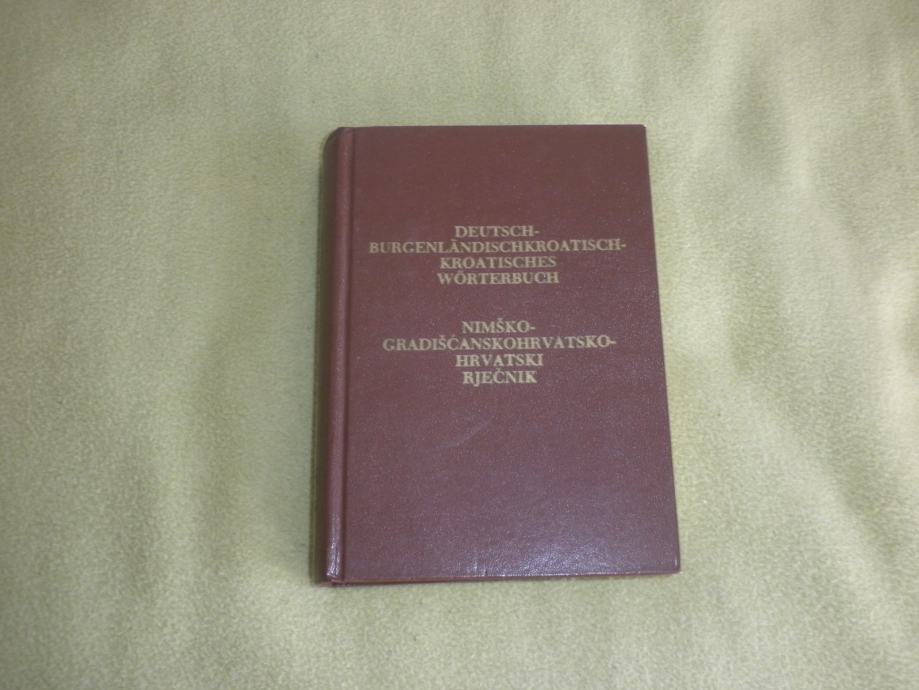 DEUTSCH-
BURGENLÄNDISCHKROATISCH-
KROATISCHES
WÖRTERBUCH
NIMŠKO-
GRADIŠĆANSKOHRVATSKO-
HRVATSKI
RJEČNIK